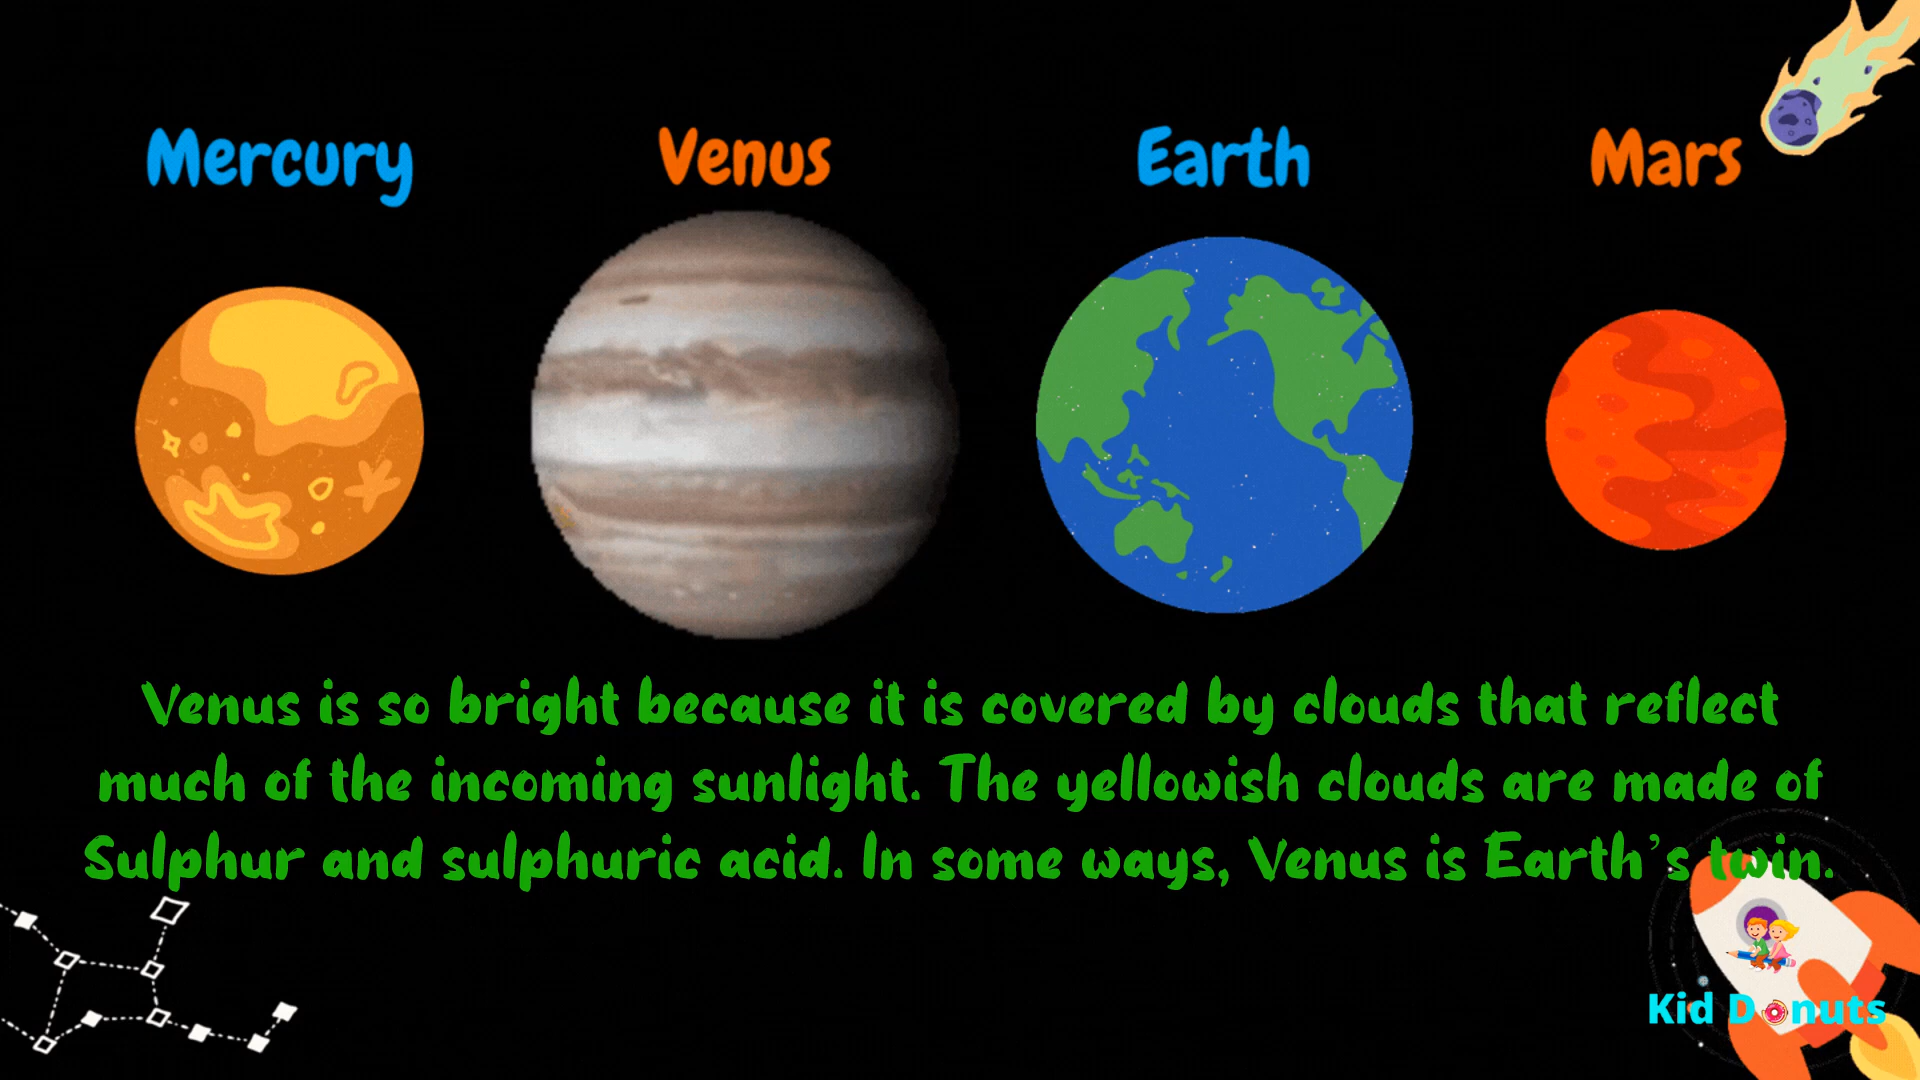 Mercury
Venus
Earth
Mars
Venus is so bright because it is covered by clouds that reflect
much of the incoming sunlight. The yellowish clouds are made of
Sulphur and sulphuric acid. In some ways, Venus is Earth's twin.
Kid Donuts